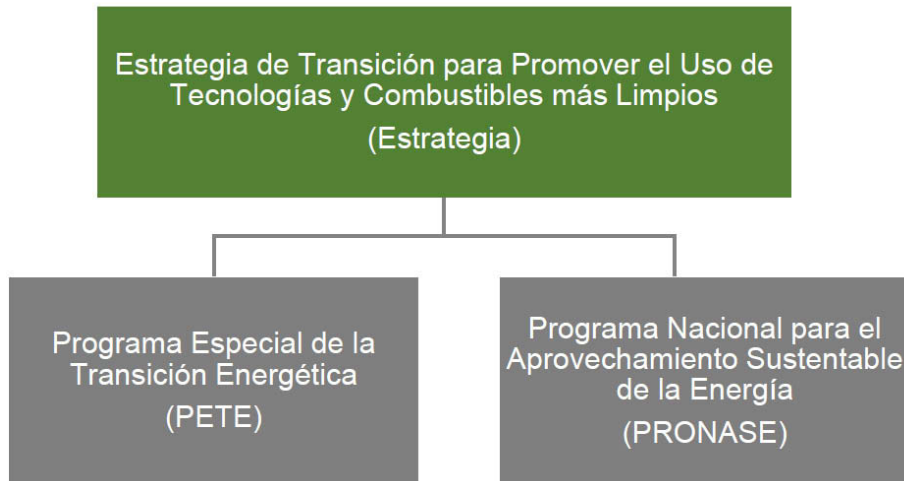 Estrategia de Transición para Promover el Uso de
Tecnologías y Combustibles más Limpios
(Estrategia)
Programa Especial de la
Transición Energética
(PETE)
Programa Nacional para el
Aprovechamiento Sustentable
de la Energía
(PRONASE)